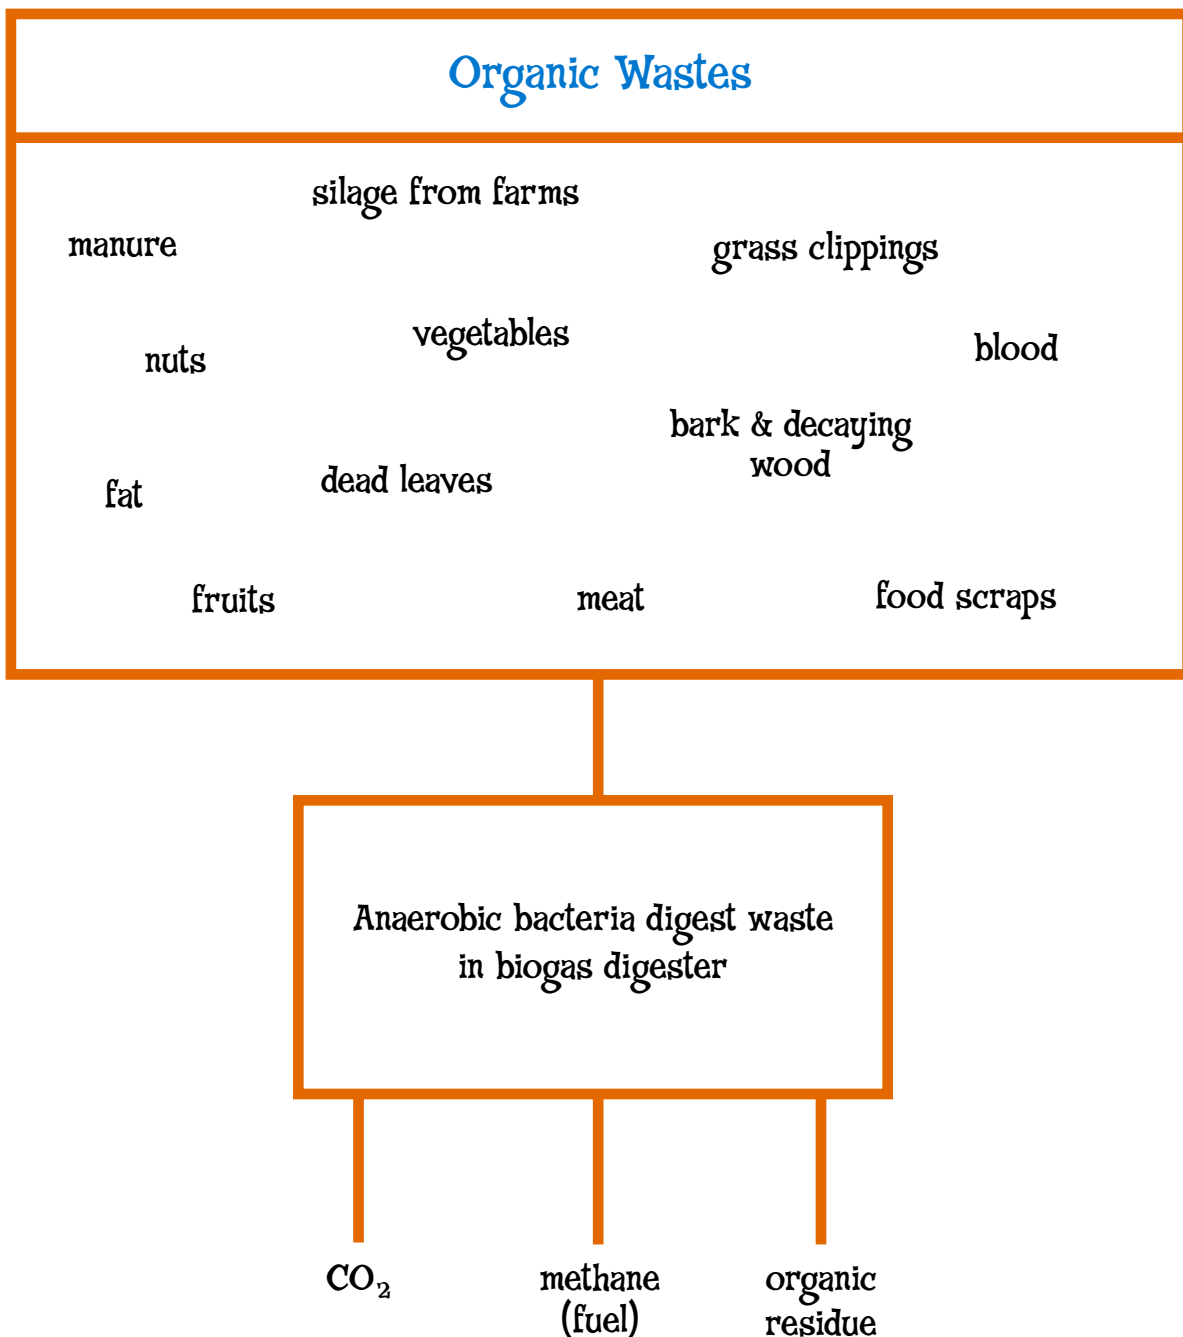 Organic Wastes
silage from farms
manure
grass clippings
vegetables
nuts
blood
bark & decaying
wood
dead leaves
fat
fruits
meat
food scraps
Anaerobic bacteria digest waste
in biogas digester
CO₂
methane
(fuel)
organic
residue